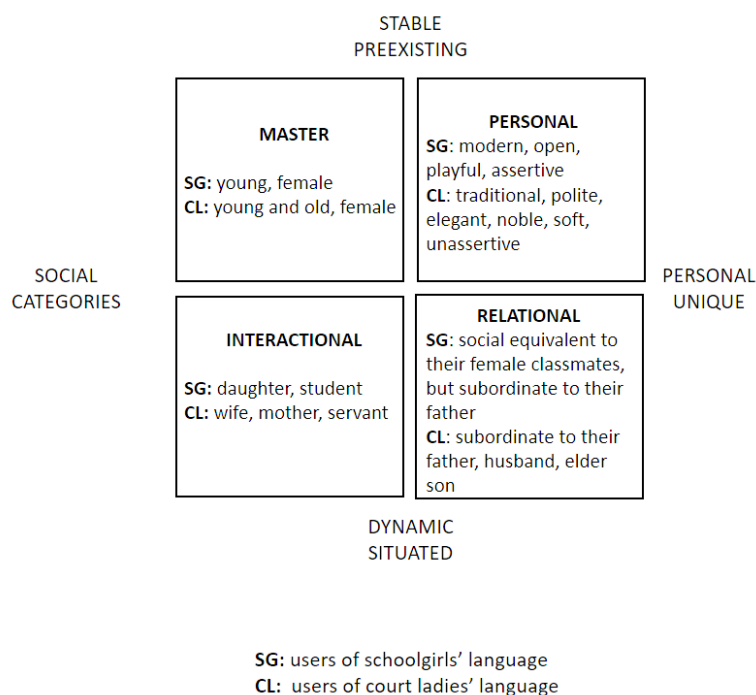 STABLE
PREEXISTING
MASTER
SG: young, female
CL: young and old, female
PERSONAL
SG: modern, open,
playful, assertive
CL: traditional, polite,
elegant, noble, soft,
unassertive
SOCIAL
CATEGORIES
PERSONAL
UNIQUE
INTERACTIONAL
SG: daughter, student
CL: wife, mother, servant
RELATIONAL
SG: social equivalent to
their female classmates,
but subordinate to their
father
CL: subordinate to their
father, husband, elder
son
DYNAMIC
SITUATED
SG: users of schoolgirls’ language
CL: users of court ladies’ language